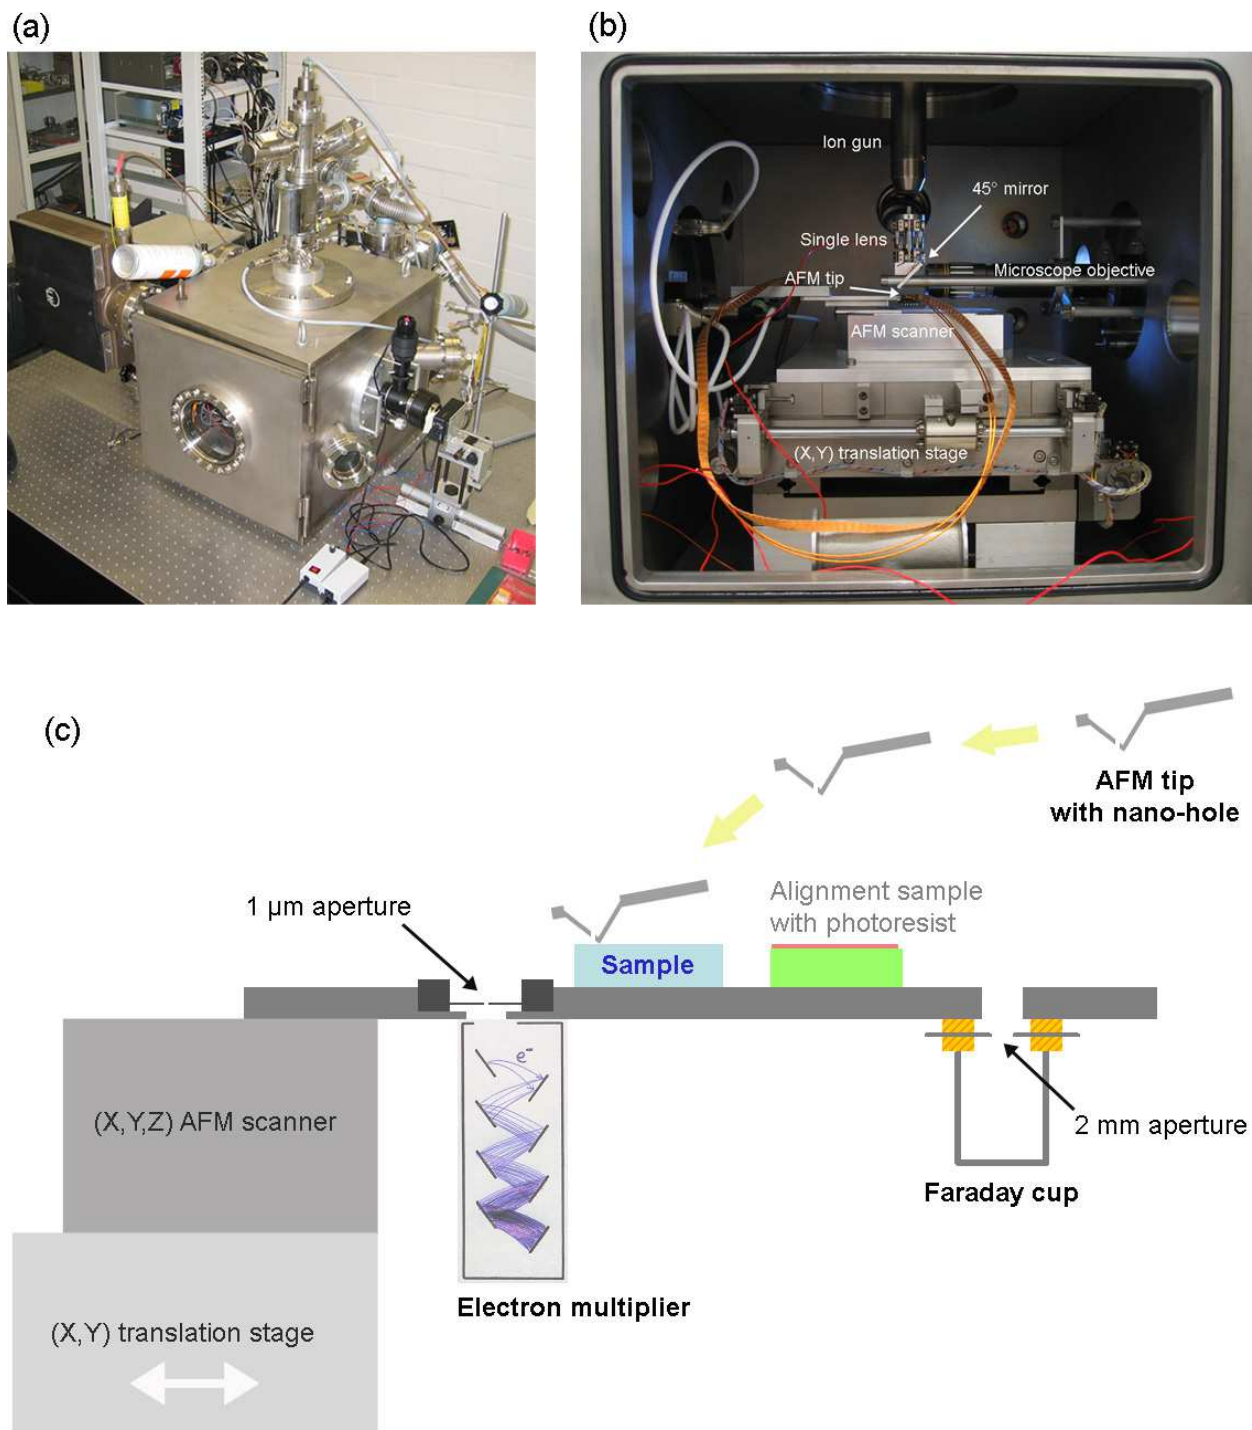 (a)
(b)
Ion gun
45° mirror
Single lens
AFM tip
Microscope objective
AFM scanner
(X,Y) translation stage
(c)
AFM tip
with nano-hole
1 µm aperture
Alignment sample
with photoresist
Sample
e-
(X,Y,Z) AFM scanner
2 mm aperture
Faraday cup
Electron multiplier
(X,Y) translation stage